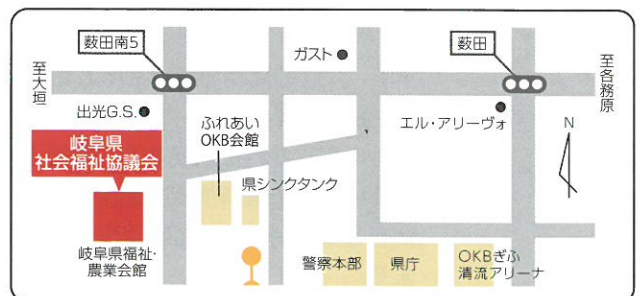 薮田南5
ガスト
薮田
至大垣
至各務原
出光G.S.
エル・アリーヴォ
N
ふれあい
OKB会館
岐阜県
社会福祉協議会
県シンクタンク
岐阜県福祉・
農業会館
警察本部
県庁
OKBぎふ
清流アリーナ